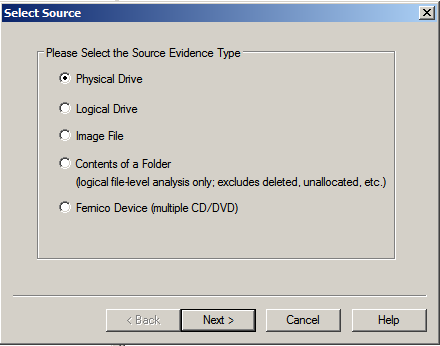 Select Source
Please Select the Source Evidence Type
Physical Drive
Logical Drive
Image File
Contents of a Folder
(logical file-level analysis only; excludes deleted, unallocated, etc.)
Fernico Device (multiple CD/DVD)
< Back Next > Cancel Help